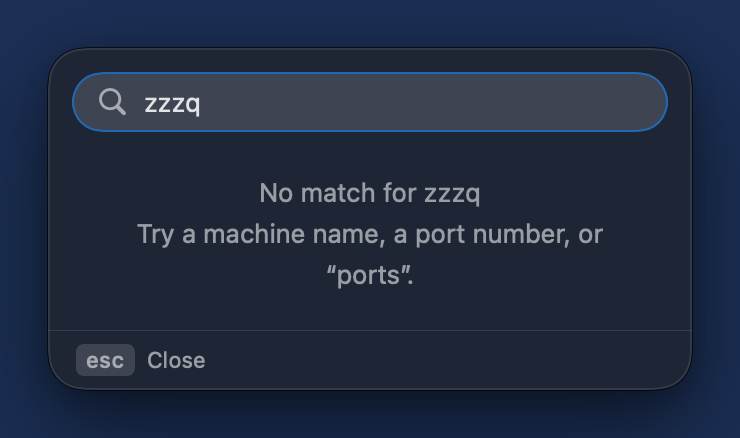 zzzq
No match for zzzq
Try a machine name, a port number, or
“ports”.
esc Close